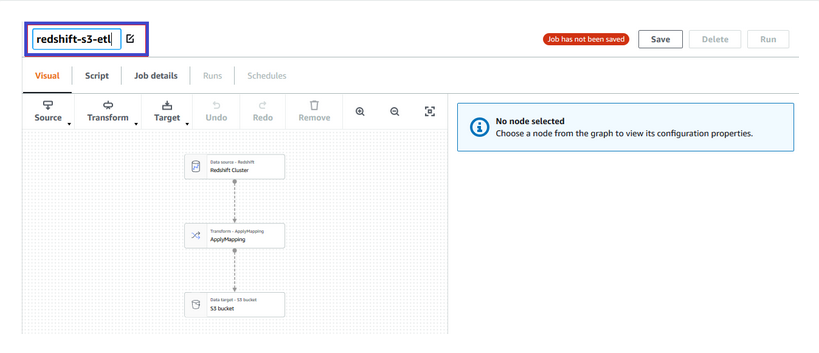 redshift-s3-etl
Job has not been saved
Save
Delete
Run
Visual
Script
Job details
Runs
Schedules
Source
Transform
Target
Undo
Redo
Remove
No node selected
Choose a node from the graph to view its configuration properties.
Data source - Redshift
Redshift Cluster
Transform - ApplyMapping
ApplyMapping
Data target - S3 bucket
S3 bucket